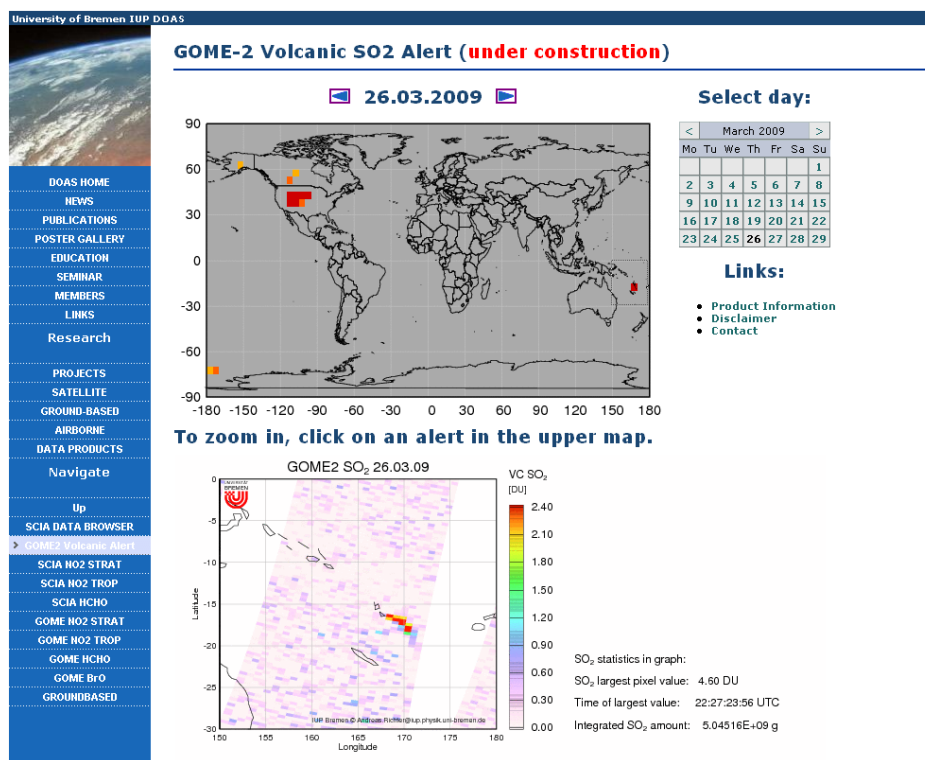 University of Bremen IUP DOAS
GOME-2 Volcanic SO2 Alert (under construction)
26.03.2009
Select day:
< March 2009 >
Mo Tu We Th Fr Sa Su
1
2 3 4 5 6 7 8
9 10 11 12 13 14 15
16 17 18 19 20 21 22
23 24 25 26 27 28 29
Links:
Product Information
Disclaimer
Contact
DOAS HOME
NEWS
PUBLICATIONS
POSTER GALLERY
EDUCATION
SEMINAR
MEMBERS
LINKS
Research
PROJECTS
SATELLITE
GROUND-BASED
AIRBORNE
DATA PRODUCTS
Navigate
Up
SCIA DATA BROWSER
GOME2 Volcanic Alert
SCIA NO2 STRAT
SCIA NO2 TROP
SCIA HCHO
GOME NO2 STRAT
GOME NO2 TROP
GOME HCHO
GOME BrO
GROUNDBASED
90
60
30
0
-30
-60
-90
-180 -150 -120 -90 -60 -30 0 30 60 90 120 150 180
To zoom in, click on an alert in the upper map.
GOME2 SO₂ 26.03.09
BREMEN
0
-5
-10
-15
-20
-25
-30
Latitude
150 155 160 165 170 175 180
Longitude
IUP Bremen © Andreas.Richter@iup.physik.uni-bremen.de
VC SO₂
[DU]
2.40
2.10
1.80
1.50
1.20
0.90
0.60
0.30
0.00
SO₂ statistics in graph:
SO₂ largest pixel value: 4.60 DU
Time of largest value: 22:27:23:56 UTC
Integrated SO₂ amount: 5.04516E+09 g